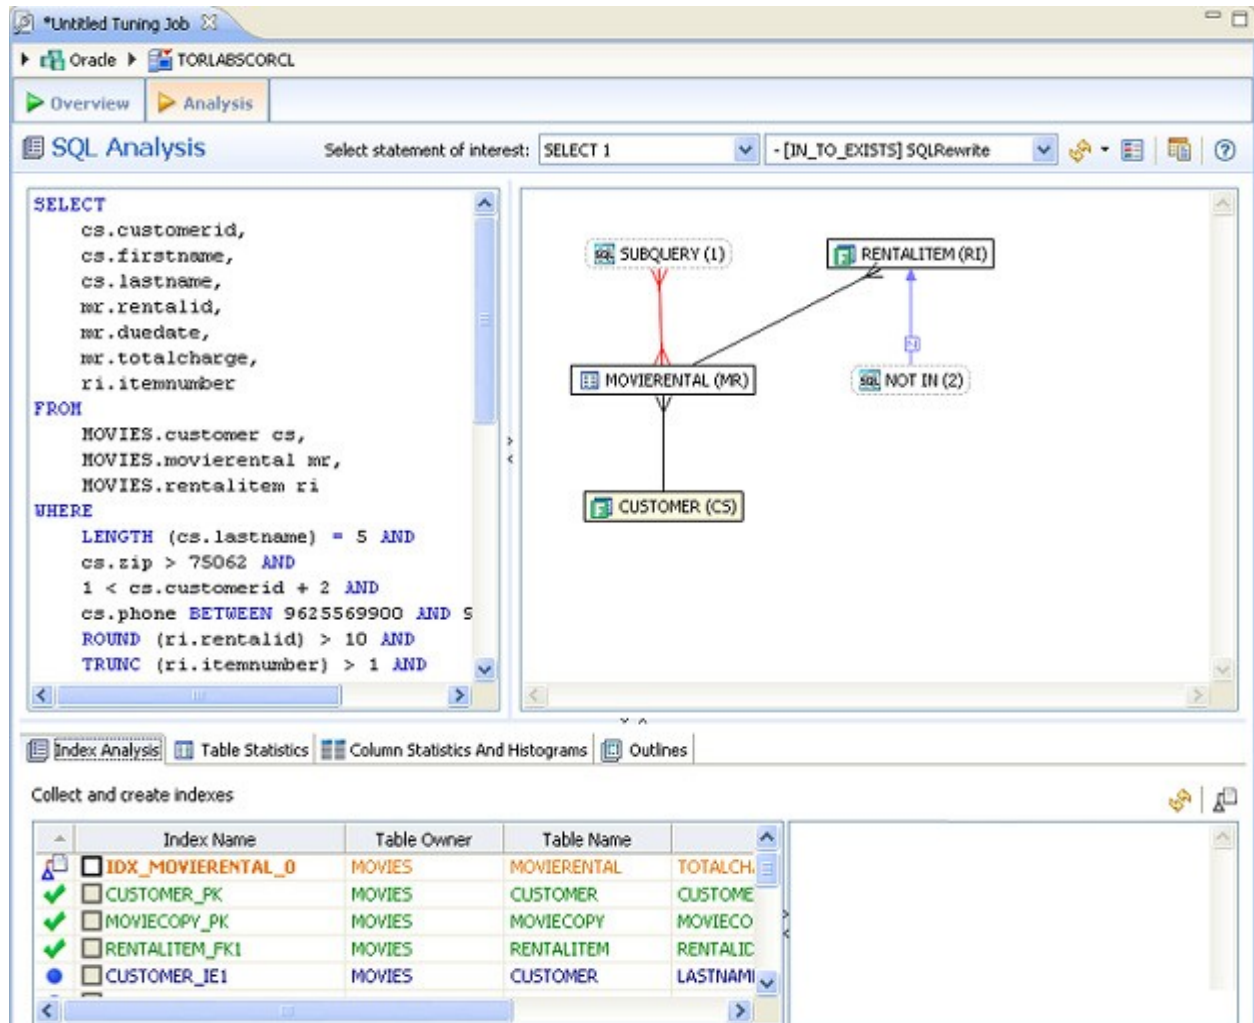 *Untitled Tuning Job
Oracle TORLABSCORCL
Overview Analysis
SQL Analysis Select statement of interest: SELECT 1 - [IN_TO_EXISTS] SQLRewrite
SELECT
cs.customerid,
cs.firstname,
cs.lastname,
mr.rentalid,
mr.duedate,
mr.totalcharge,
ri.itemnumber
FROM
MOVIES.customer cs,
MOVIES.movierental mr,
MOVIES.rentalitem ri
WHERE
LENGTH (cs.lastname) = 5 AND
cs.zip > 75062 AND
1 < cs.customerid + 2 AND
cs.phone BETWEEN 9625569900 AND 9
ROUND (ri.rentalid) > 10 AND
TRUNC (ri.itemnumber) > 1 AND
SUBQUERY (1)
RENTALITEM (RI)
MOVIERENTAL (MR)
NOT IN (2)
CUSTOMER (CS)
Index Analysis Table Statistics Column Statistics And Histograms Outlines
Collect and create indexes
Index Name Table Owner Table Name
IDX_MOVIERENTAL_0 MOVIES MOVIERENTAL TOTALCH
CUSTOMER_PK MOVIES CUSTOMER CUSTOME
MOVIECOPY_PK MOVIES MOVIECOPY MOVIECO
RENTALITEM_FK1 MOVIES RENTALITEM RENTALID
CUSTOMER_IE1 MOVIES CUSTOMER LASTNAM